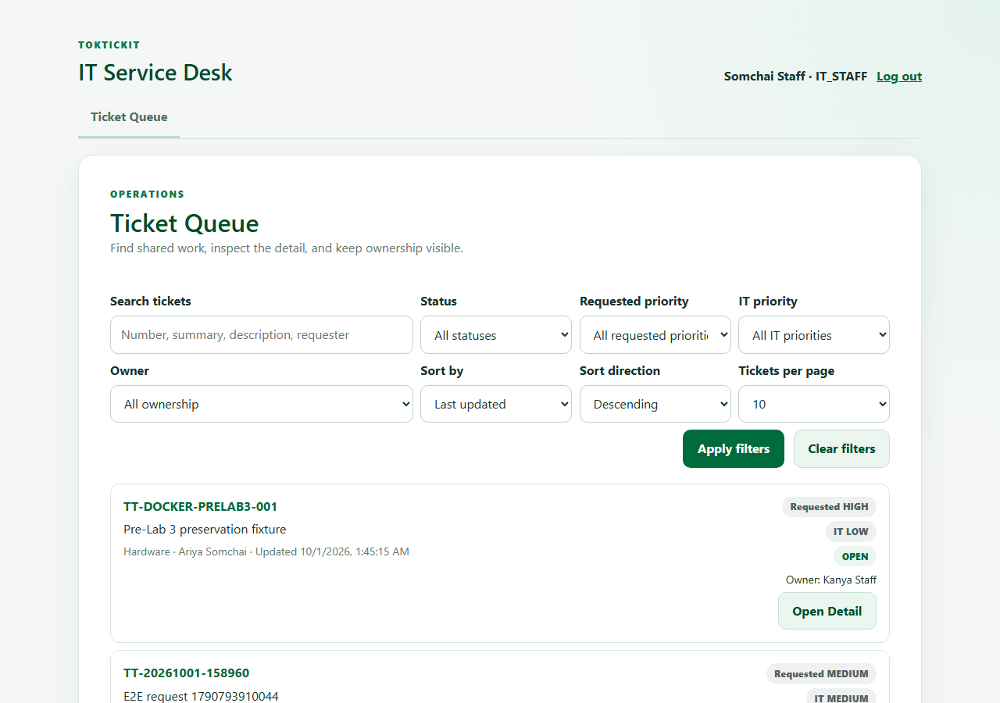 TOKTICKIT
IT Service Desk
Somchai Staff · IT_STAFF Log out
Ticket Queue
OPERATIONS
Ticket Queue
Find shared work, inspect the detail, and keep ownership visible.
Search tickets Status Requested priority IT priority
Number, summary, description, requester All statuses All requested prioriti All IT priorities
Owner Sort by Sort direction Tickets per page
All ownership Last updated Descending 10
Apply filters Clear filters
TT-DOCKER-PRELAB3-001 Requested HIGH
Pre-Lab 3 preservation fixture IT LOW
Hardware · Ariya Somchai · Updated 10/1/2026, 1:45:15 AM OPEN
Owner: Kanya Staff
Open Detail
TT-20261001-158960 Requested MEDIUM
E2E request 1790793910044 IT MEDIUM